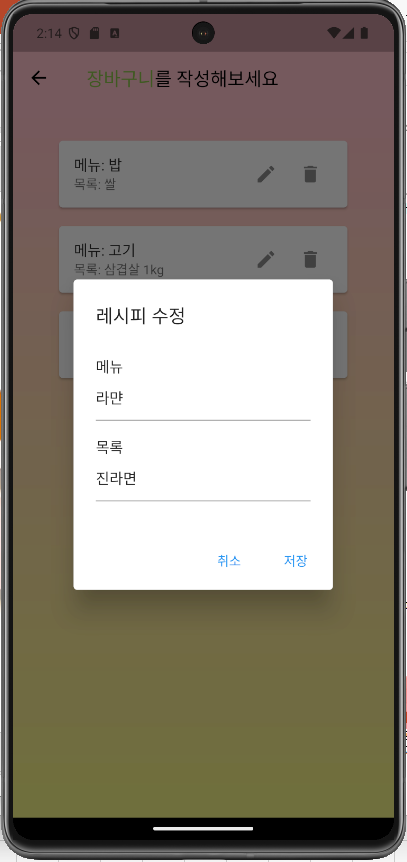 2:14
장바구니를 작성해보세요
메뉴: 밥
목록: 쌀
메뉴: 고기
목록: 삼겹살 1kg
레시피 수정
메뉴
라먄
목록
진라면
취소 저장